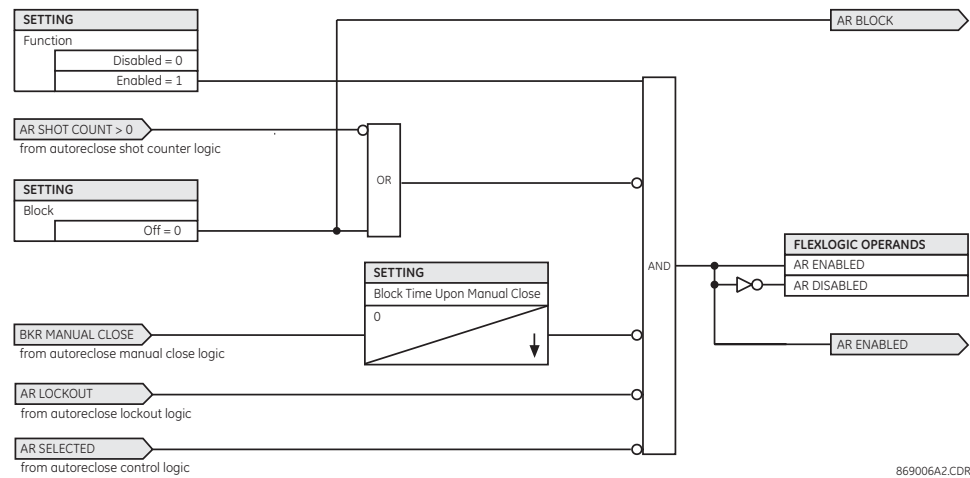 SETTING
Function
Disabled = 0
Enabled = 1
AR BLOCK
AR SHOT COUNT > 0
from autoreclose shot counter logic
OR
SETTING
Block
Off = 0
AND
FLEXLOGIC OPERANDS
AR ENABLED
AR DISABLED
SETTING
Block Time Upon Manual Close
0
BKR MANUAL CLOSE
from autoreclose manual close logic
AR ENABLED
AR LOCKOUT
from autoreclose lockout logic
AR SELECTED
from autoreclose control logic
869006A2.CDR